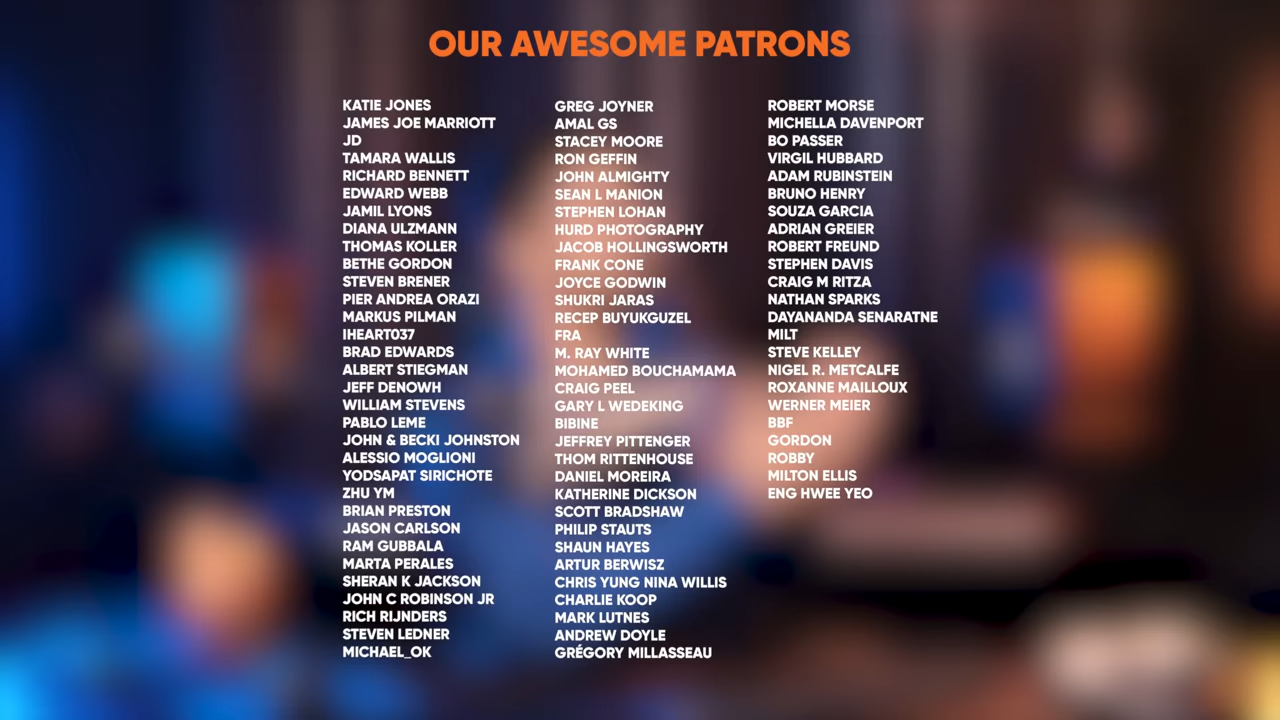 OUR AWESOME PATRONS
KATIE JONES
JAMES JOE MARRIOTT
JD
TAMARA WALLIS
RICHARD BENNETT
EDWARD WEBB
JAMIL LYONS
DIANA ULZMANN
THOMAS KOLLER
BETHE GORDON
STEVEN BRENER
PIER ANDREA ORAZI
MARKUS PILMAN
IHEART037
BRAD EDWARDS
ALBERT STIEGMAN
JEFF DENOWH
WILLIAM STEVENS
PABLO LEME
JOHN & BECKI JOHNSTON
ALESSIO MOGLIONI
YODSAPAT SIRICHOTE
ZHU YM
BRIAN PRESTON
JASON CARLSON
RAM GUBBALA
MARTA PERALES
SHERAN K JACKSON
JOHN C ROBINSON JR
RICH RIJNDERS
STEVEN LEDNER
MICHAEL_OK
GREG JOYNER
AMAL GS
STACEY MOORE
RON GEFFIN
JOHN ALMIGHTY
SEAN L MANION
STEPHEN LOHAN
HURD PHOTOGRAPHY
JACOB HOLLINGSWORTH
FRANK CONE
JOYCE GODWIN
SHUKRI JARAS
RECEP BUYUKGUZEL
FRA
M. RAY WHITE
MOHAMED BOUCHAMAMA
CRAIG PEEL
GARY L WEDEKING
BIBINE
JEFFREY PITTENGER
THOM RITTENHOUSE
DANIEL MOREIRA
KATHERINE DICKSON
SCOTT BRADSHAW
PHILIP STAUTS
SHAUN HAYES
ARTUR BERWISZ
CHRIS YUNG NINA WILLIS
CHARLIE KOOP
MARK LUTNES
ANDREW DOYLE
GRÉGORY MILLASSEAU
ROBERT MORSE
MICHELLA DAVENPORT
BO PASSER
VIRGIL HUBBARD
ADAM RUBINSTEIN
BRUNO HENRY
SOUZA GARCIA
ADRIAN GREIER
ROBERT FREUND
STEPHEN DAVIS
CRAIG M RITZA
NATHAN SPARKS
DAYANANDA SENARATNE
MILT
STEVE KELLEY
NIGEL R. METCALFE
ROXANNE MAILLOUX
WERNER MEIER
BBF
GORDON
ROBBY
MILTON ELLIS
ENG HWEE YEO